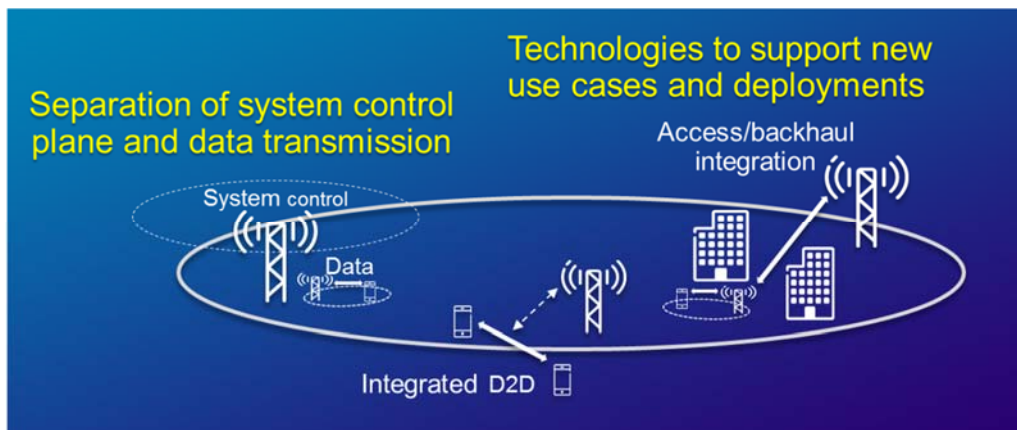 Separation of system control
plane and data transmission
Technologies to support new
use cases and deployments
Access/backhaul
integration
System control
Data
Integrated D2D